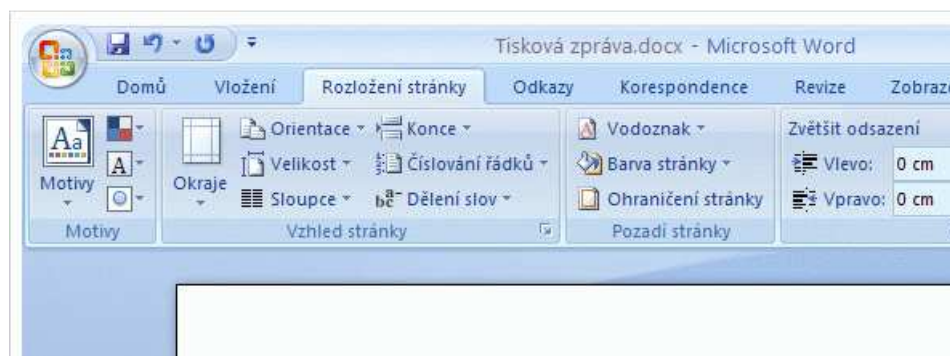 Tisková zpráva.docx - Microsoft Word
Domů Vložení Rozložení stránky Odkazy Korespondence Revize Zobraze
Aa Orientace Konce Vodoznak Zvětšit odsazení
A Velikost Číslování řádků Barva stránky Vlevo: 0 cm
Motivy Okraje Sloupce Dělení slov Ohraničení stránky Vpravo: 0 cm
Motivy Vzhled stránky Pozadí stránky